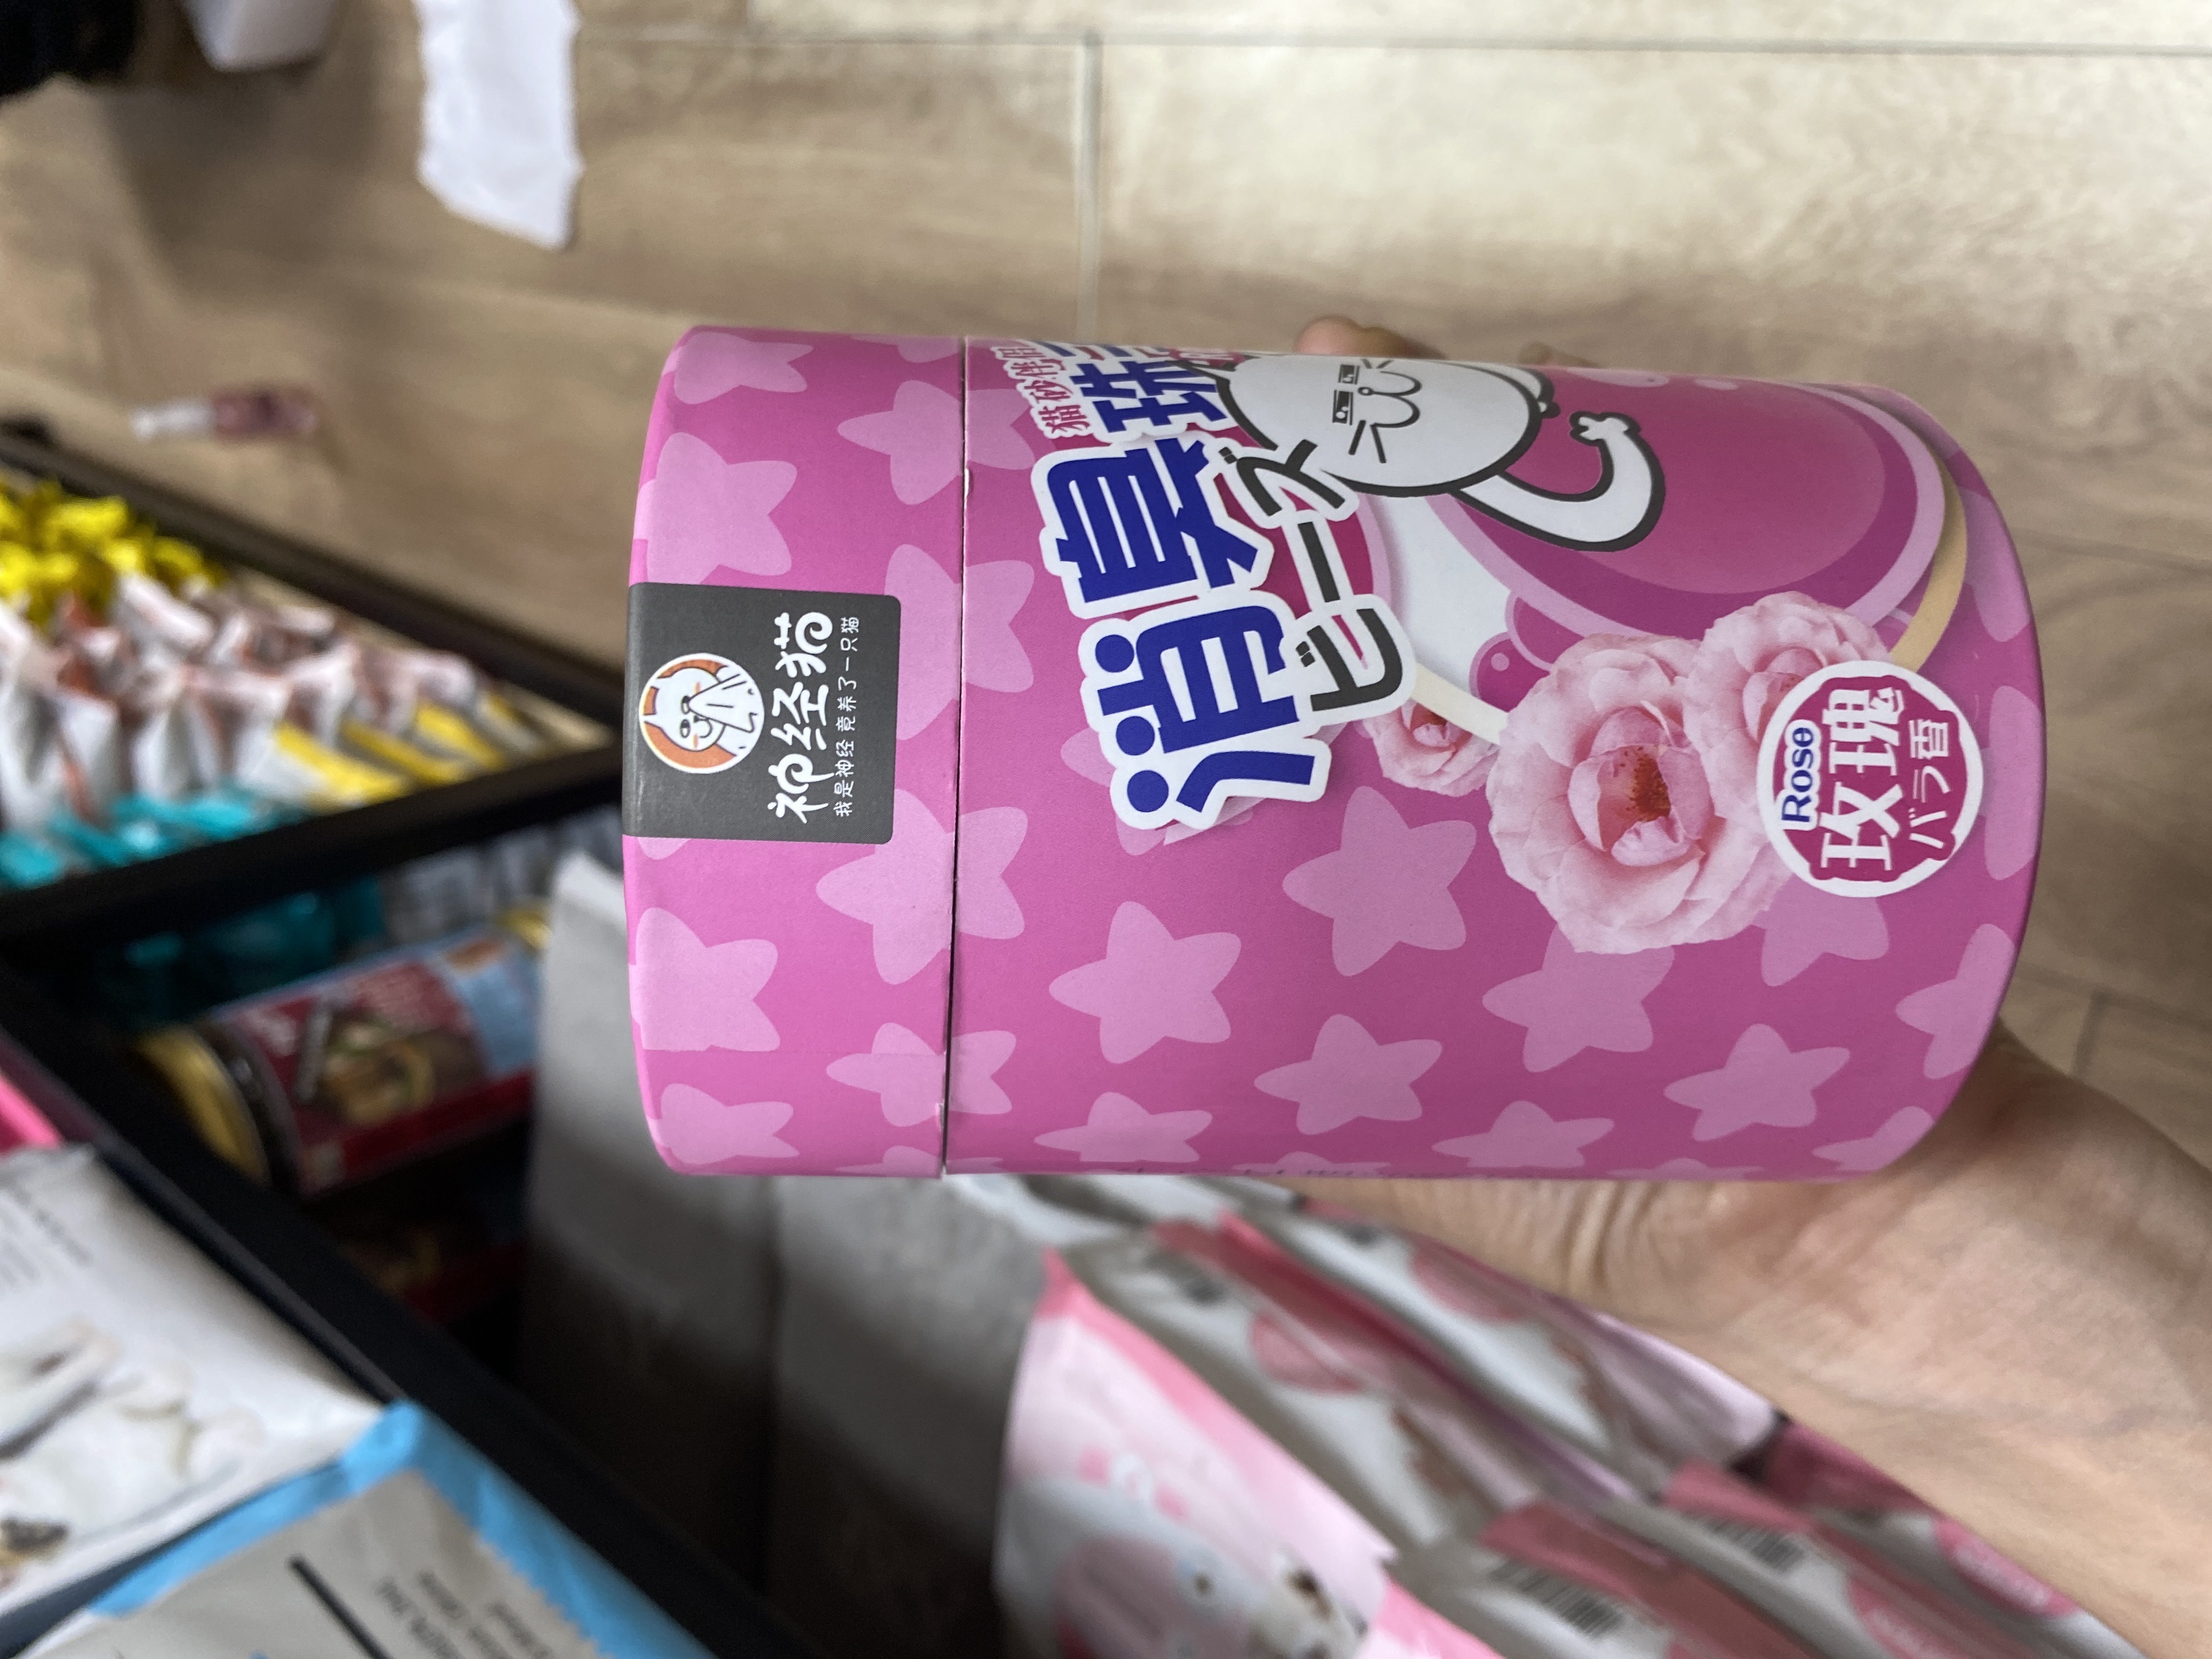 神经猫
我是神经 竟养了一只猫
猫砂伴侣
消臭珠
ビーズ
Rose
玫瑰
バラ香